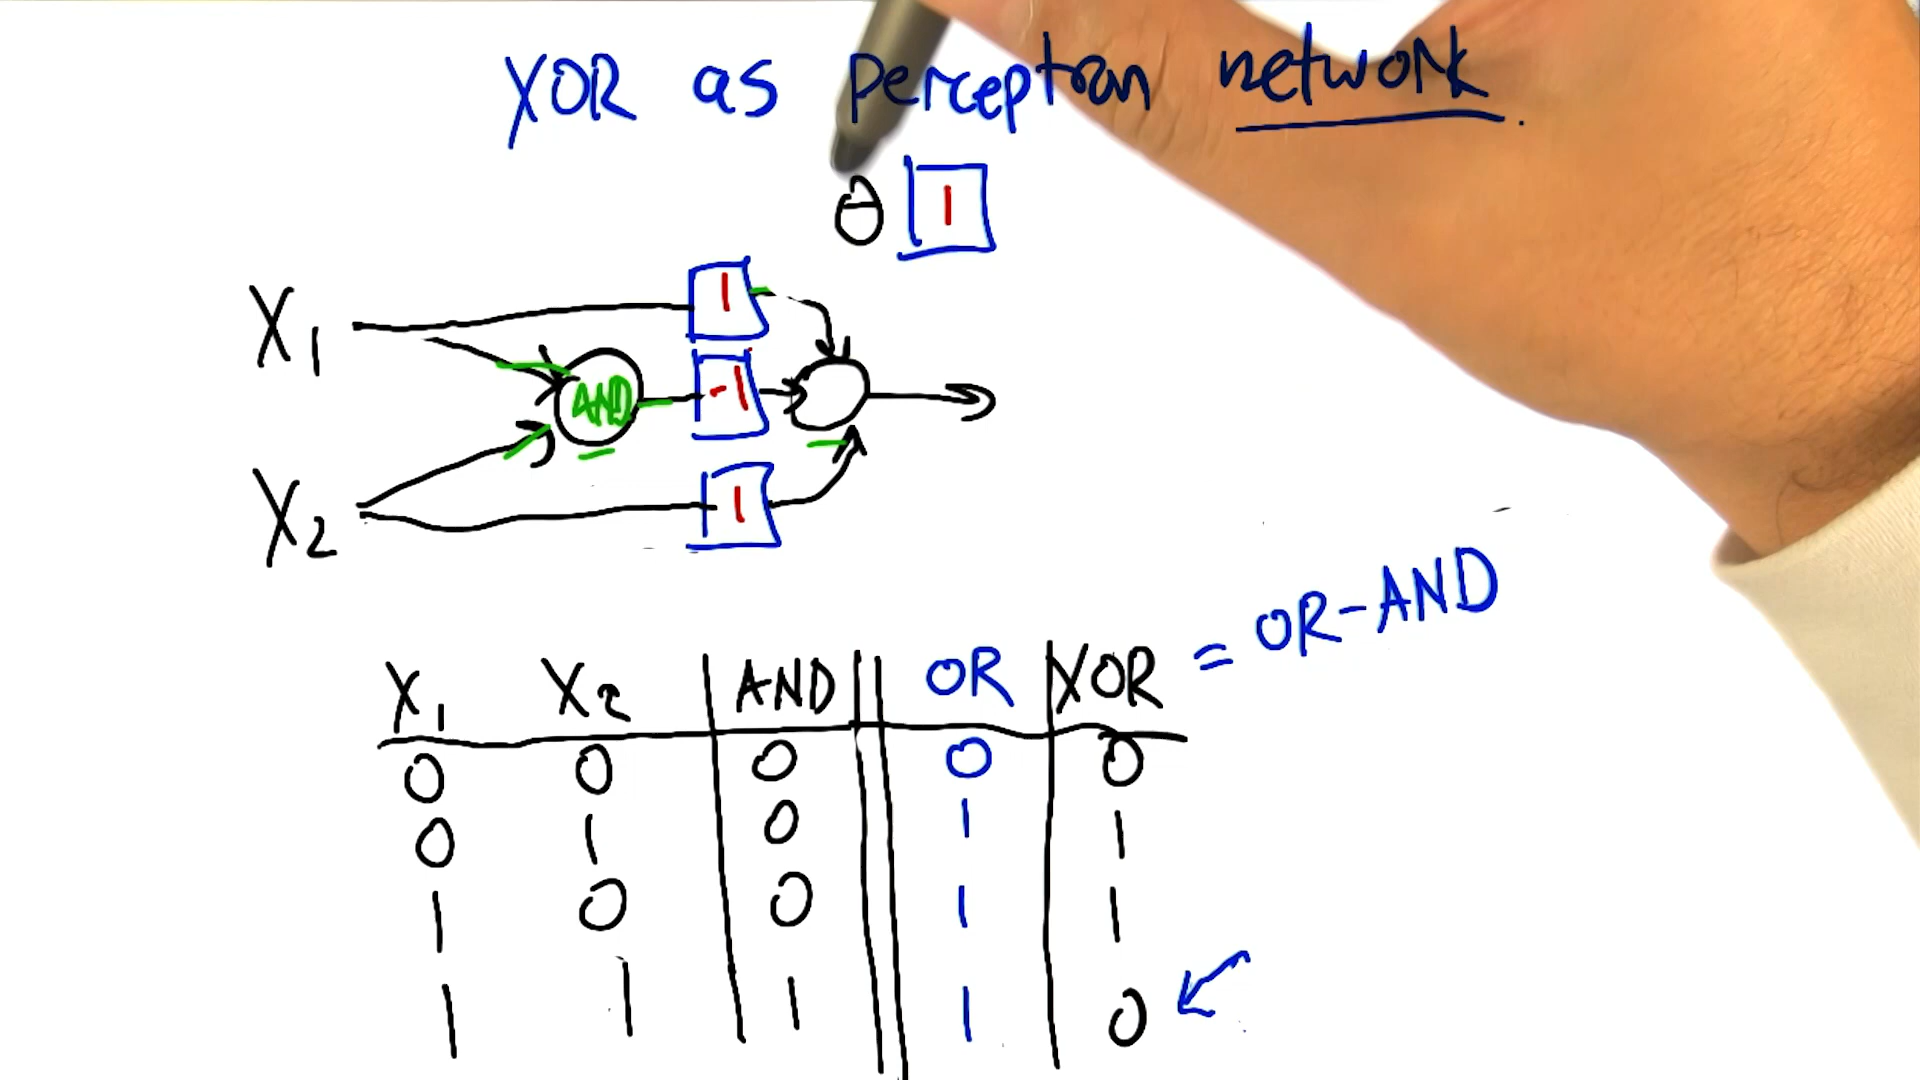 XOR as perceptron network.
θ 1
X1 1
AND -1
X2 1
= OR-AND
X1 X2 AND OR XOR
0 0 0 0 0
0 1 0 1 1
1 0 0 1 1
1 1 1 1 0